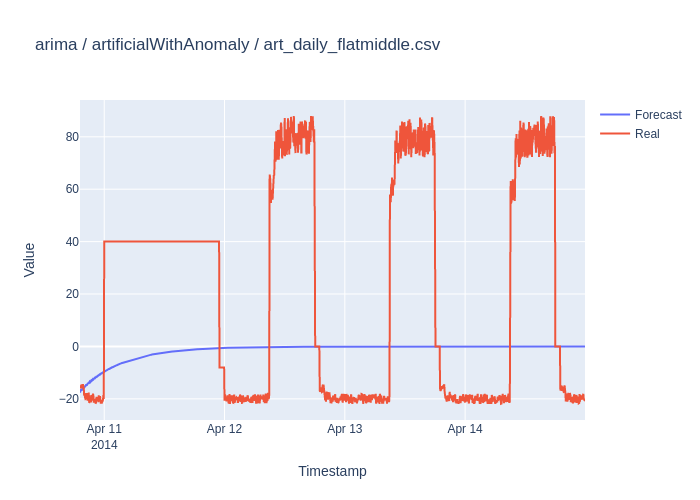 arima / artificialWithAnomaly / art_daily_flatmiddle.csv
Forecast
Real
Value
80
60
40
20
0
−20
Apr 11
2014
Apr 12
Apr 13
Apr 14
Timestamp